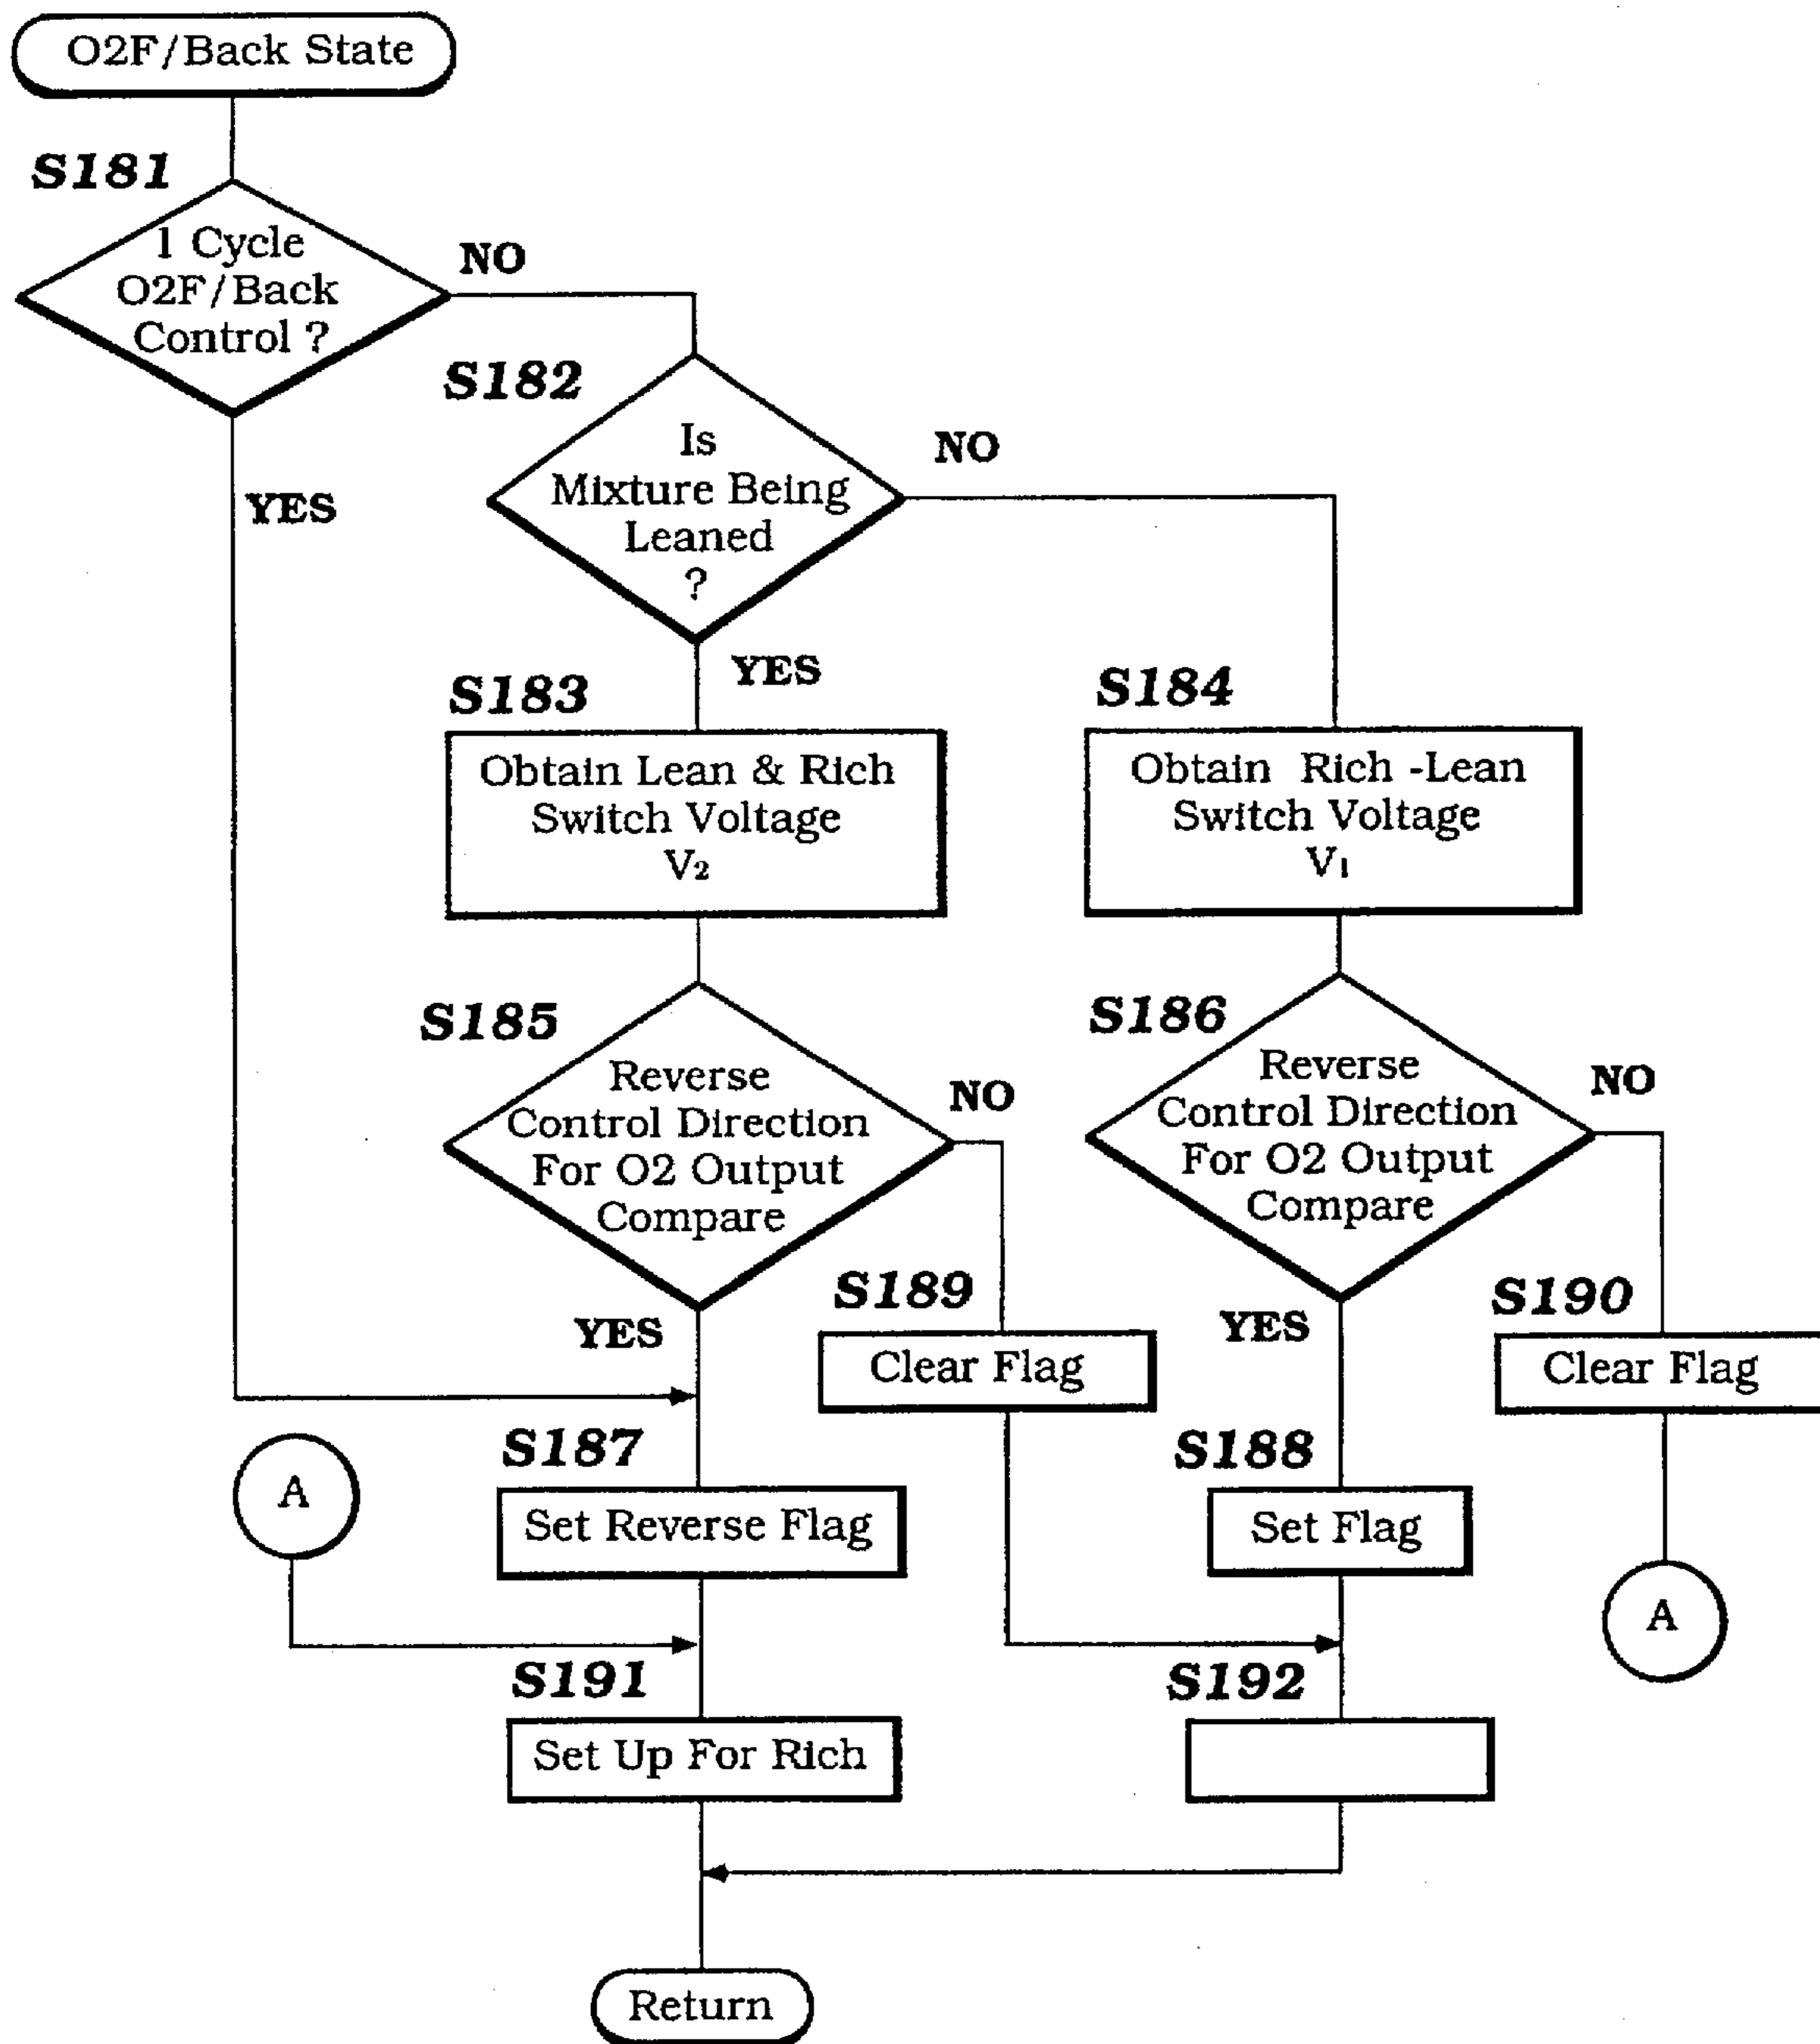 O2F/Back State
S181
1 Cycle
O2F/Back
Control ?
NO
YES
S182
Is
Mixture Being
Leaned
?
NO
YES
S183
Obtain Lean & Rich
Switch Voltage
V2
S184
Obtain Rich -Lean
Switch Voltage
V1
S185
Reverse
Control Direction
For O2 Output
Compare
NO
YES
S186
Reverse
Control Direction
For O2 Output
Compare
NO
YES
S189
Clear Flag
S190
Clear Flag
S187
Set Reverse Flag
S188
Set Flag
A
A
S191
Set Up For Rich
S192
Return